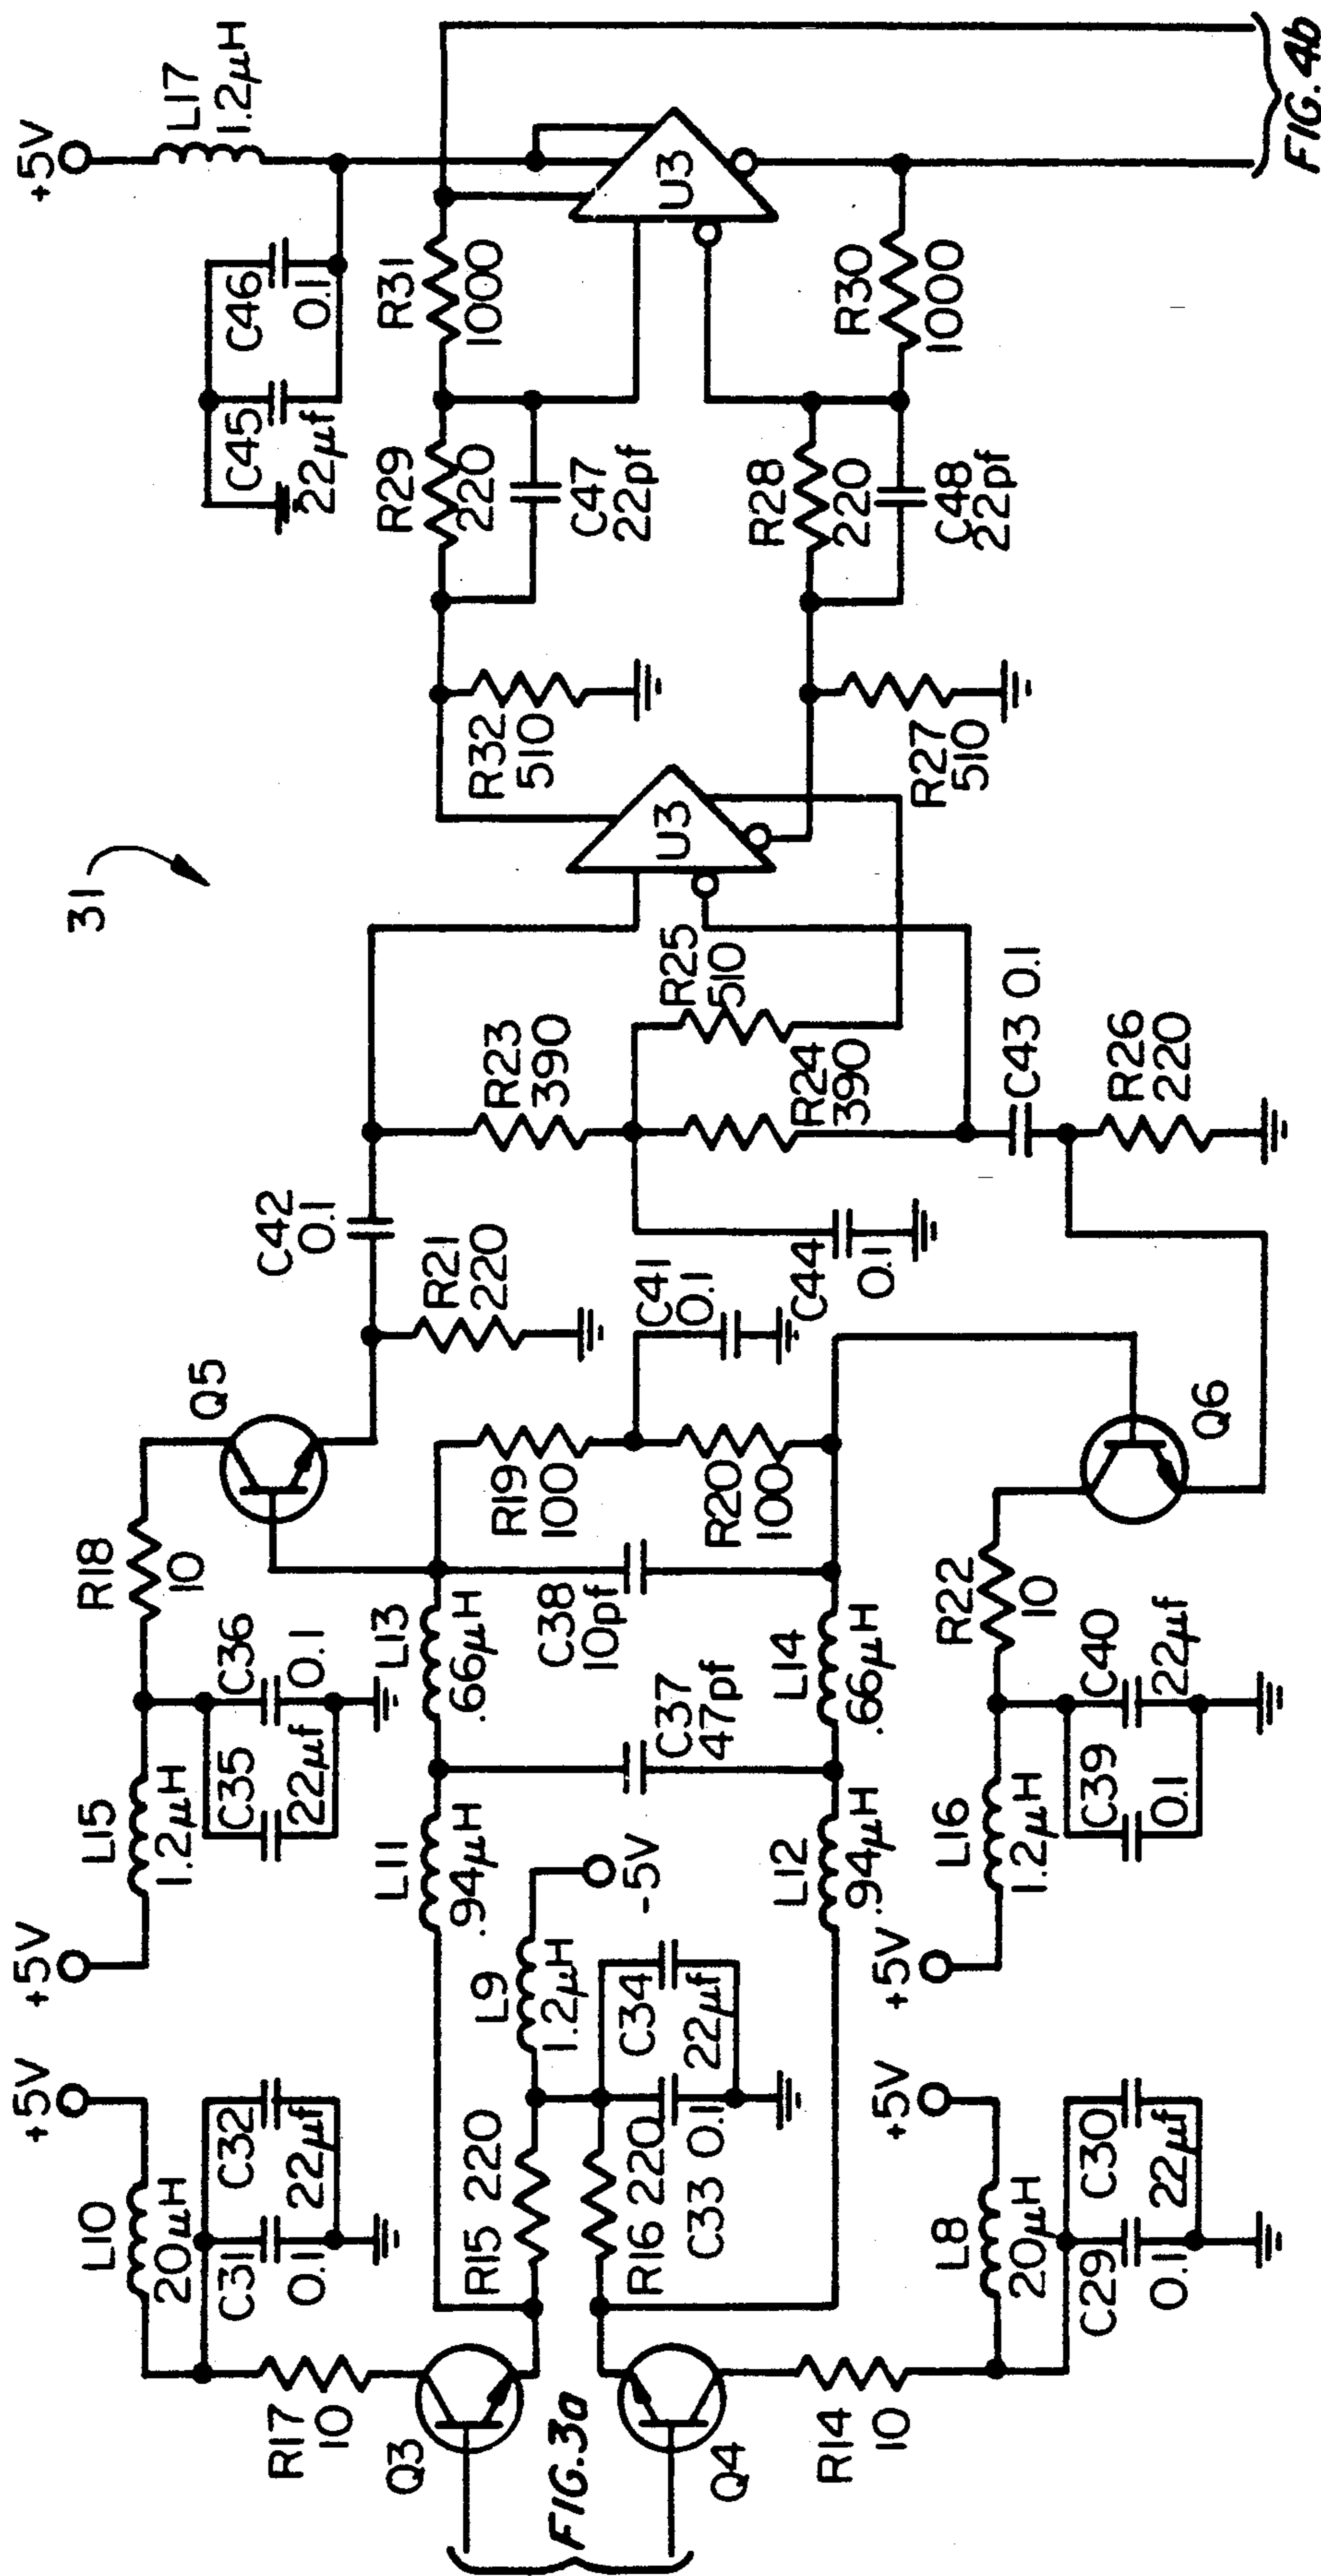 31
+5V
L10
20µH
C31
0.1
C32
22µf
R17
10
Q3
FIG.3a
Q4
R14
10
+5V
L8
20µH
C29
0.1
C30
22µf
R15 220
R16 220
C33 0.1
C34
22µf
L9
1.2µH
-5V
+5V
L15
1.2µH
C35
22µf
C36
0.1
R18
10
Q5
L11
.94µH
L13
.66µH
C37
47pf
C38
10pf
L12
.94µH
L14
.66µH
+5V
L16
1.2µH
C39
0.1
C40
22µf
R22
10
Q6
R19
100
R20
100
C41
0.1
R21
220
C42
0.1
C44
0.1
R23
390
R24
390
R25
510
C43 0.1
R26
220
U3
R32
510
R27
510
R29
220
C47
22pf
R28
220
C48
22pf
R31
1000
R30
1000
U3
C45
22µf
C46
0.1
+5V
L17
1.2µH
FIG. 4b